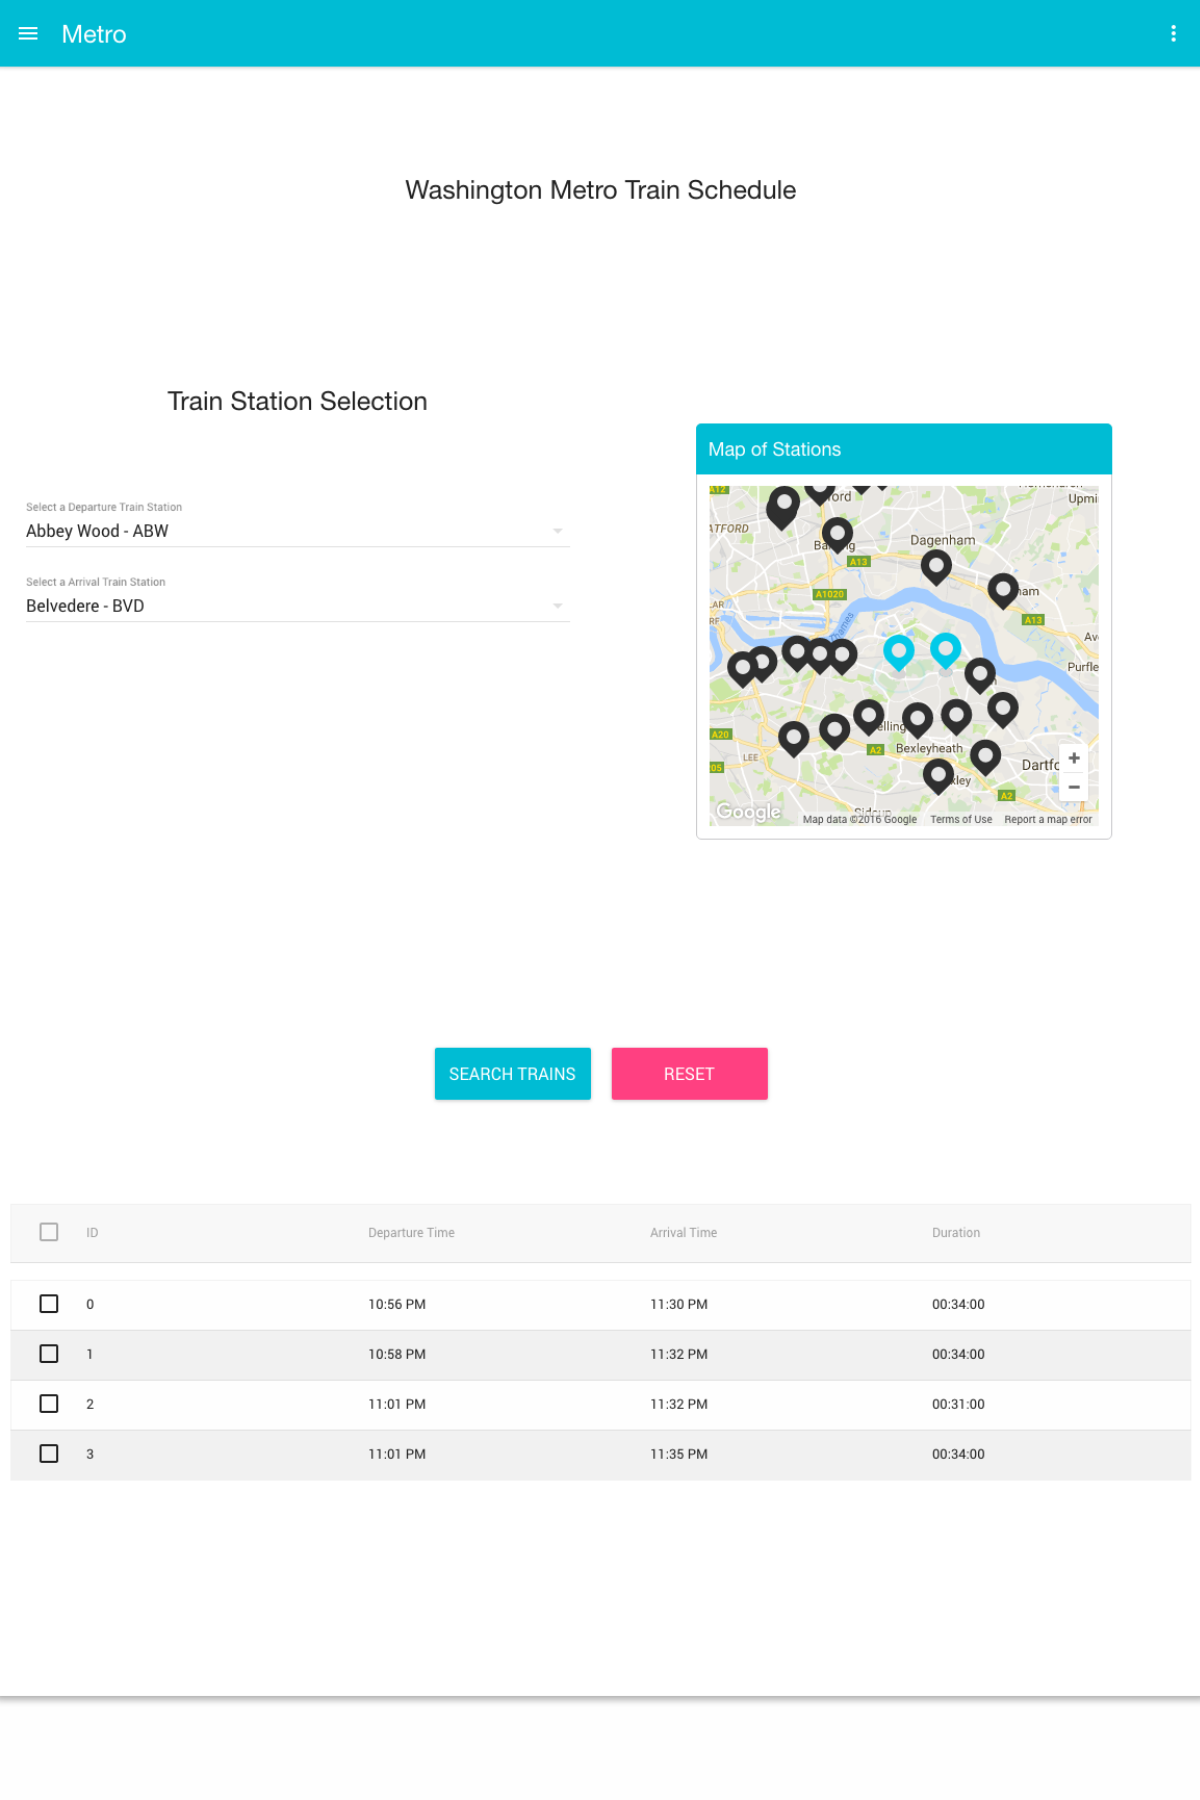 Metro
Washington Metro Train Schedule
Train Station Selection
Select a Departure Train Station
Abbey Wood - ABW
Select a Arrival Train Station
Belvedere - BVD
Map of Stations
A12
ford
Upmi
ATFORD
Dagenham
A13
A1020
ham
A13
LAR
Thames
Purfle
A20
elling
A2
Bexleyheath
LEE
Dartfo
05
xley
A2
Google
Map data ©2016 Google
Terms of Use
Report a map error
+
−
SEARCH TRAINS
RESET
ID Departure Time Arrival Time Duration
0 10:56 PM 11:30 PM 00:34:00
1 10:58 PM 11:32 PM 00:34:00
2 11:01 PM 11:32 PM 00:31:00
3 11:01 PM 11:35 PM 00:34:00